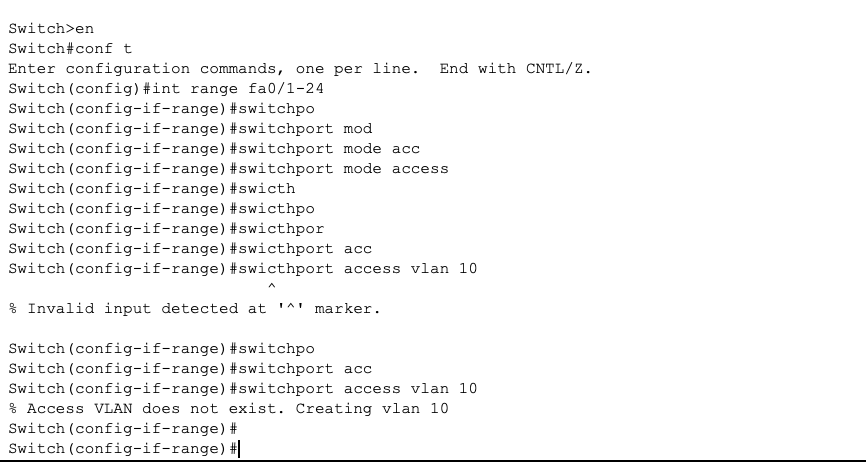 Switch>en
Switch#conf t
Enter configuration commands, one per line.  End with CNTL/Z.
Switch(config)#int range fa0/1-24
Switch(config-if-range)#switchpo
Switch(config-if-range)#switchport mod
Switch(config-if-range)#switchport mode acc
Switch(config-if-range)#switchport mode access
Switch(config-if-range)#swicth
Switch(config-if-range)#swicthpo
Switch(config-if-range)#swicthpor
Switch(config-if-range)#swicthport acc
Switch(config-if-range)#swicthport access vlan 10
                           ^
% Invalid input detected at '^' marker.

Switch(config-if-range)#switchpo
Switch(config-if-range)#switchport acc
Switch(config-if-range)#switchport access vlan 10
% Access VLAN does not exist. Creating vlan 10
Switch(config-if-range)#
Switch(config-if-range)#